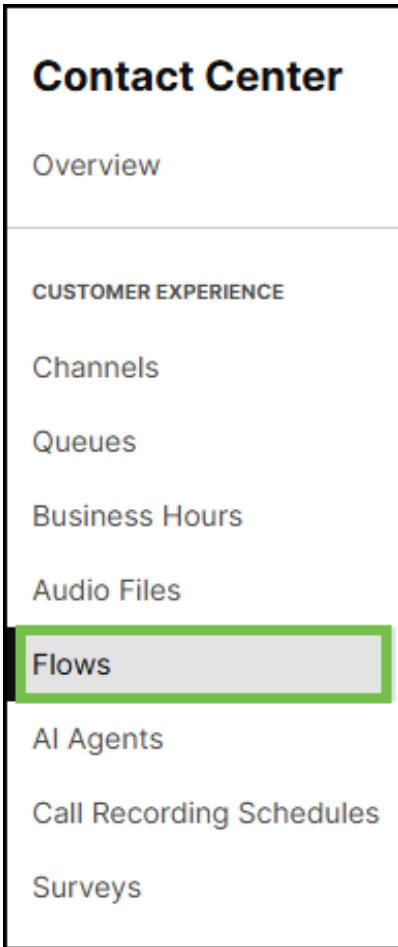 Contact Center
Overview
CUSTOMER EXPERIENCE
Channels
Queues
Business Hours
Audio Files
Flows
AI Agents
Call Recording Schedules
Surveys